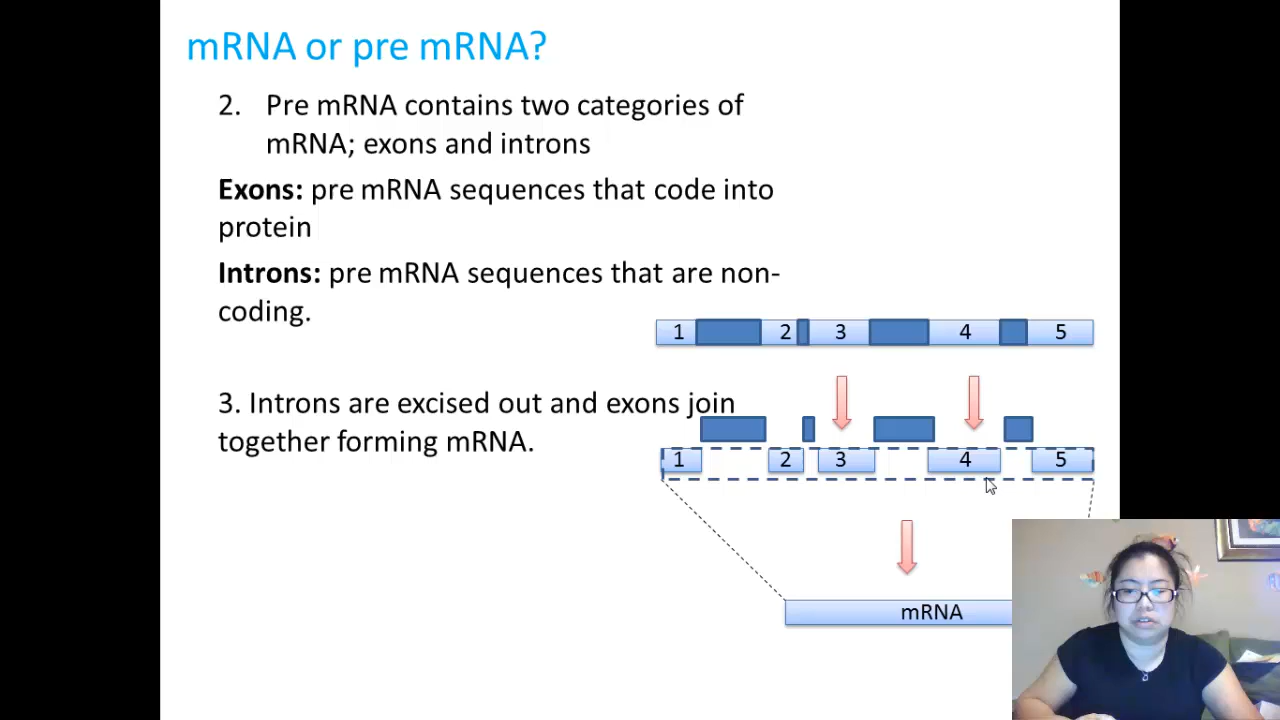 mRNA or pre mRNA?
2. Pre mRNA contains two categories of
mRNA; exons and introns
Exons: pre mRNA sequences that code into
protein
Introns: pre mRNA sequences that are non-
coding.
1 2 3 4 5
3. Introns are excised out and exons join
together forming mRNA.
1 2 3 4 5
mRNA